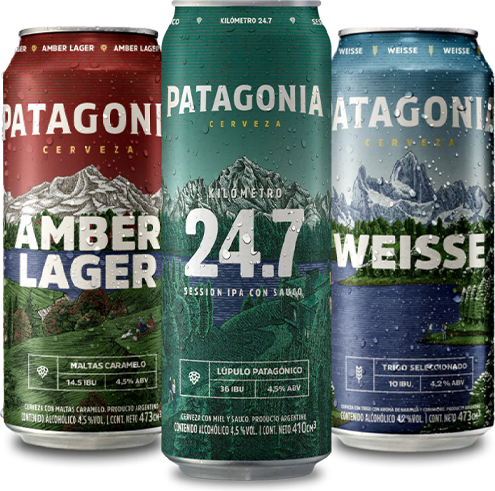 AMBER LAGER AMBER LAGER
PATAGONI
CERVEZA
AMBER
LAGER
MALTAS CARAMELO
14.5 IBU 4,5% ABV
CERVEZA CON MALTAS CARAMELO. PRODUCTO ARGENTINO
CONTENIDO ALCOHÓLICO 4,5 %VOL. CONT. NETO 473cm³
KILÓMETRO 24.7
PATAGONIA
CERVEZA
KILÓMETRO
24.7
SESSION IPA CON SAUCO
LÚPULO PATAGÓNICO
36 IBU 4,5% ABV
CERVEZA CON MIEL Y SAUCO. PRODUCTO ARGENTINO
CONTENIDO ALCOHÓLICO 4,5 %VOL. CONT. NETO 410cm³
WEISSE WEISSE WEISSE
ATAGONIA
CERVEZA
WEISSE
TRIGO SELECCIONADO
10 IBU 4,2% ABV
CONTENIDO ALCOHÓLICO 4,2 %VOL. CONT. NETO 473cm³